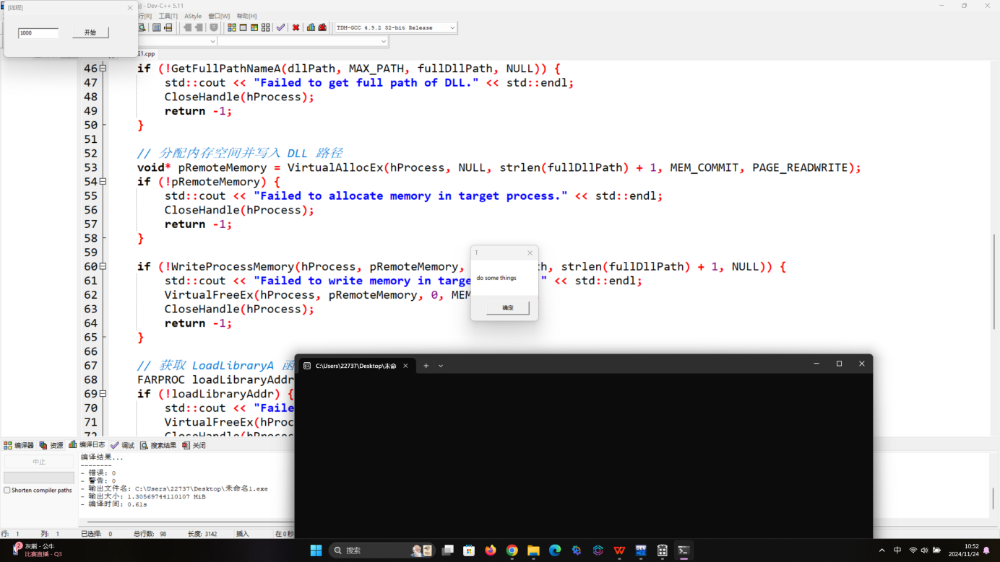 [线程]
- Dev-C++ 5.11
行[R] 工具[T] AStyle 窗口[W] 帮助[H]
1000
开始
TDM-GCC 4.9.2 32-bit Release
1.cpp
46 if (!GetFullPathNameA(dllPath, MAX_PATH, fullDllPath, NULL)) {
47 std::cout << "Failed to get full path of DLL." << std::endl;
48 CloseHandle(hProcess);
49 return -1;
50 }
51
52 // 分配内存空间并写入 DLL 路径
53 void* pRemoteMemory = VirtualAllocEx(hProcess, NULL, strlen(fullDllPath) + 1, MEM_COMMIT, PAGE_READWRITE);
54 if (!pRemoteMemory) {
55 std::cout << "Failed to allocate memory in target process." << std::endl;
56 CloseHandle(hProcess);
57 return -1;
58 }
59
60 if (!WriteProcessMemory(hProcess, pRemoteMemory, h, strlen(fullDllPath) + 1, NULL)) {
61 std::cout << "Failed to write memory in targe " << std::endl;
62 VirtualFreeEx(hProcess, pRemoteMemory, 0, MEM
63 CloseHandle(hProcess);
64 return -1;
65 }
66
67 // 获取 LoadLibraryA 函
68 FARPROC loadLibraryAddr
69 if (!loadLibraryAddr) {
70 std::cout << "Faile
71 VirtualFreeEx(hProc
72 CloseHandle(hProces
T
do some things
确定
C:\Users\22737\Desktop\未命
编译器 资源 编译日志 调试 搜索结果 关闭
中止
Shorten compiler paths
编译结果...
--------
- 错误: 0
- 警告: 0
- 输出文件名: C:\Users\22737\Desktop\未命名1.exe
- 输出大小: 1.30569744110107 MiB
- 编译时间: 0.61s
行: 1 列: 1 已选择: 0 总行数: 98 长度: 3142 插入 在 0 秒
2
灰熊 - 公牛
比赛直播 - Q3
搜索
DEV
中
10:52
2024/11/24